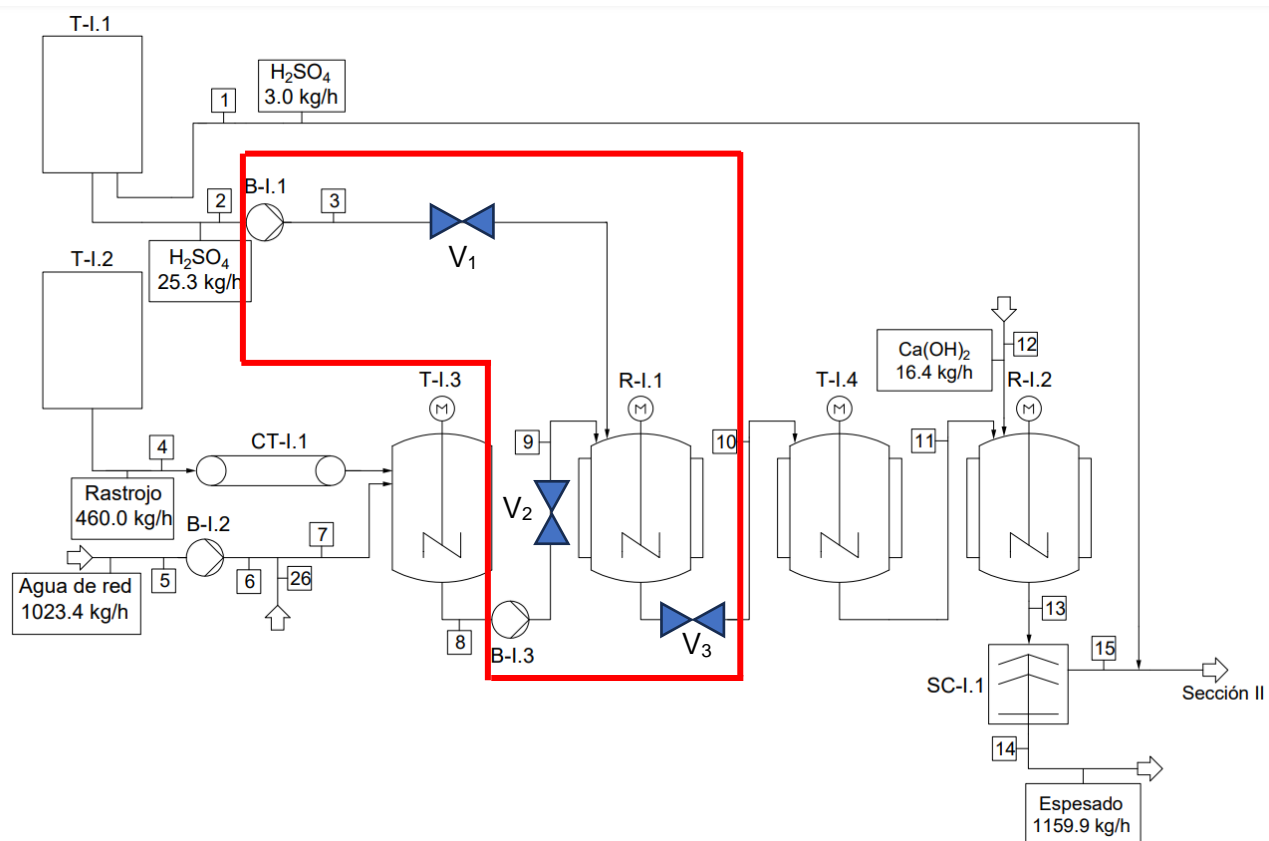 T-I.1
H₂SO₄
3.0 kg/h
1
B-I.1
2
3
H₂SO₄
25.3 kg/h
V₁
T-I.2
12
Ca(OH)₂
16.4 kg/h
T-I.3
M
R-I.1
M
T-I.4
M
R-I.2
M
4
CT-I.1
9
10
11
Rastrojo
460.0 kg/h
V₂
B-I.2
7
Agua de red
1023.4 kg/h
5
6
26
8
B-I.3
V₃
13
15
SC-I.1
Sección II
14
Espesado
1159.9 kg/h